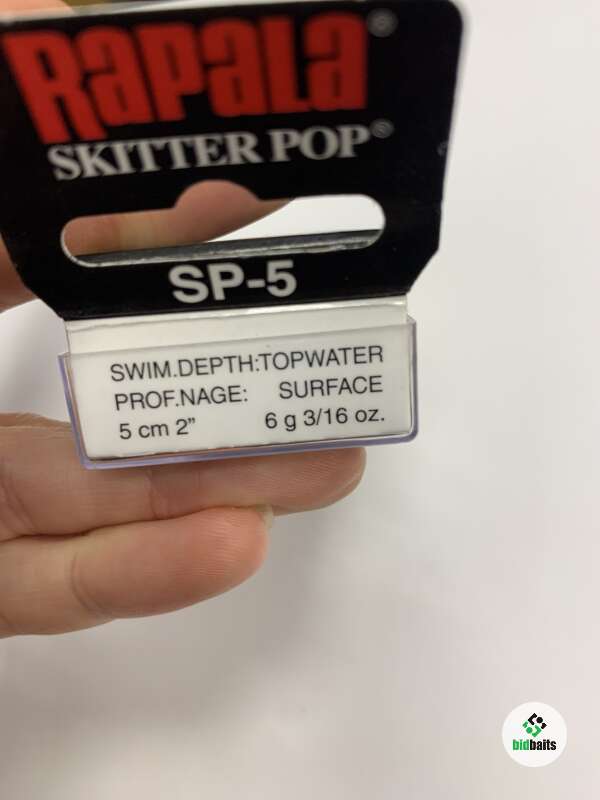 RAPALA®
SKITTER POP®
SP-5
SWIM.DEPTH:TOPWATER
PROF.NAGE: SURFACE
5 cm 2” 6 g 3/16 oz.
bidbaits